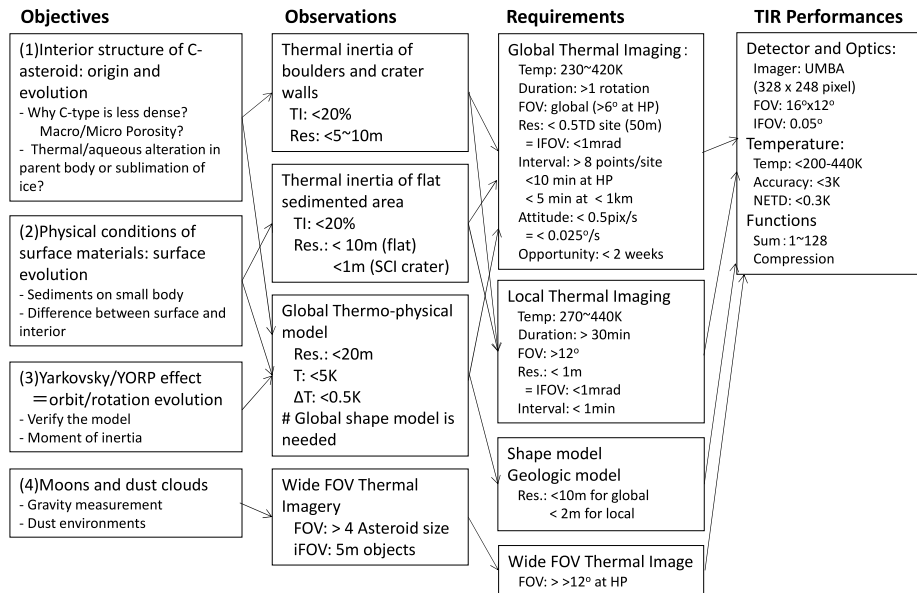 Objectives
(1)Interior structure of C-
asteroid: origin and
evolution
- Why C-type is less dense?
Macro/Micro Porosity?
- Thermal/aqueous alteration in
parent body or sublimation of
ice?
(2)Physical conditions of
surface materials: surface
evolution
- Sediments on small body
- Difference between surface and
interior
(3)Yarkovsky/YORP effect
＝orbit/rotation evolution
- Verify the model
- Moment of inertia
(4)Moons and dust clouds
- Gravity measurement
- Dust environments
Observations
Thermal inertia of
boulders and crater
walls
TI: <20%
Res: <5~10m
Thermal inertia of flat
sedimented area
TI: <20%
Res.: < 10m (flat)
<1m (SCI crater)
Global Thermo-physical
model
Res.: <20m
T: <5K
ΔT: <0.5K
# Global shape model is
needed
Wide FOV Thermal
Imagery
FOV: > 4 Asteroid size
iFOV: 5m objects
Requirements
Global Thermal Imaging：
Temp: 230~420K
Duration: >1 rotation
FOV: global (>6° at HP)
Res: < 0.5TD site (50m)
= IFOV: <1mrad
Interval: > 8 points/site
<10 min at HP
< 5 min at < 1km
Attitude: < 0.5pix/s
= < 0.025°/s
Opportunity: < 2 weeks
Local Thermal Imaging
Temp: 270~440K
Duration: > 30min
FOV: >12°
Res.: < 1m
= IFOV: <1mrad
Interval: < 1min
Shape model
Geologic model
Res.: <10m for global
< 2m for local
Wide FOV Thermal Image
FOV: > >12° at HP
TIR Performances
Detector and Optics:
Imager: UMBA
(328 x 248 pixel)
FOV: 16°x12°
IFOV: 0.05°
Temperature:
Temp: <200-440K
Accuracy: <3K
NETD: <0.3K
Functions
Sum：1~128
Compression